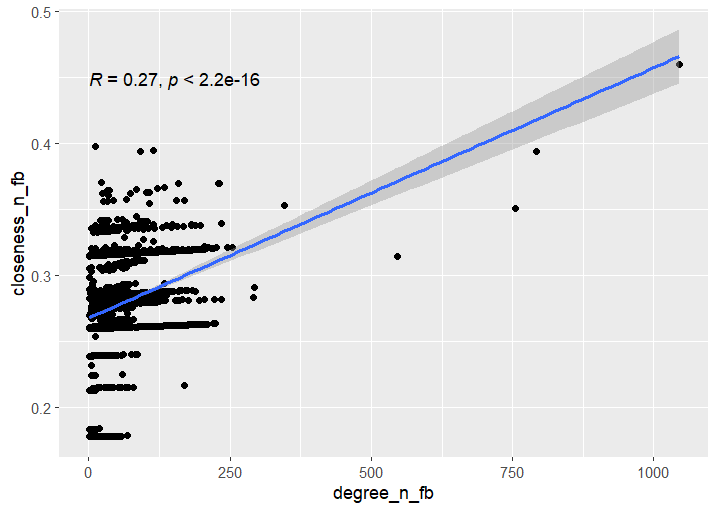 0.5
R = 0.27, p < 2.2e-16
0.4
closeness_n_fb
0.3
0.2
0 250 500 750 1000
degree_n_fb